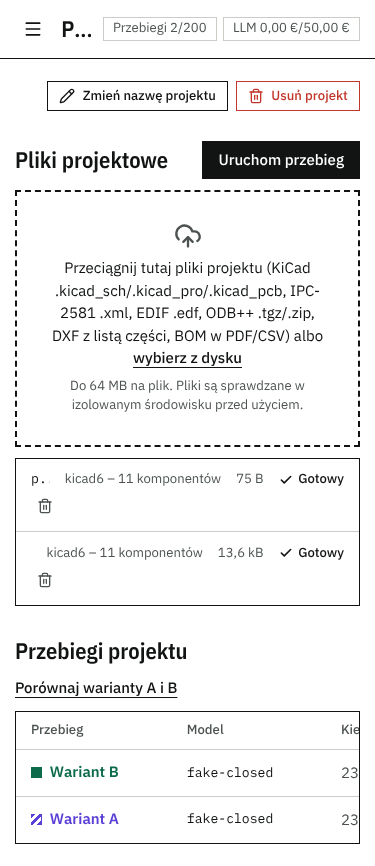 P...
Przebiegi 2/200
LLM 0,00 €/50,00 €
Zmień nazwę projektu
Usuń projekt
Pliki projektowe
Uruchom przebieg
Przeciągnij tutaj pliki projektu (KiCad
.kicad_sch/.kicad_pro/.kicad_pcb, IPC-
2581 .xml, EDIF .edf, ODB++ .tgz/.zip,
DXF z listą części, BOM w PDF/CSV) albo
wybierz z dysku
Do 64 MB na plik. Pliki są sprawdzane w
izolowanym środowisku przed użyciem.
p. kicad6 – 11 komponentów 75 B Gotowy
kicad6 – 11 komponentów 13,6 kB Gotowy
Przebiegi projektu
Porównaj warianty A i B
Przebieg Model Kie
Wariant B fake-closed 23
Wariant A fake-closed 23